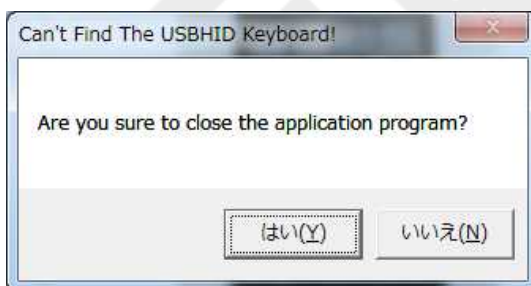 Can't Find The USBHID Keyboard!
Are you sure to close the application program?
はい(Y)
いいえ(N)